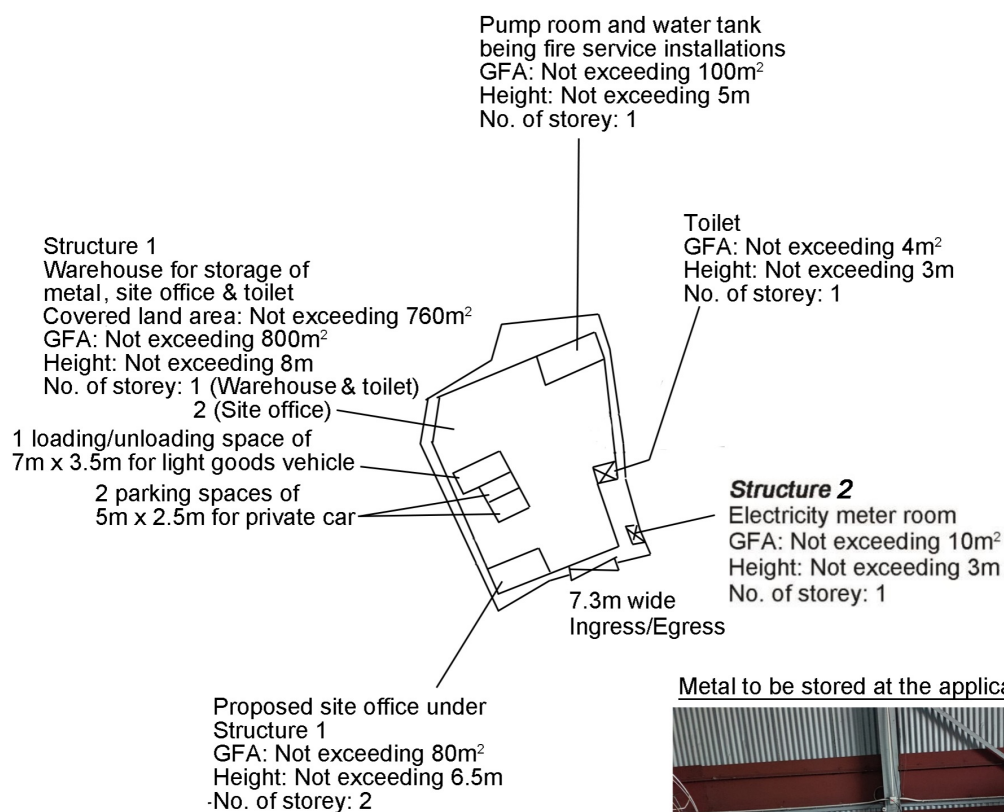 Pump room and water tank
being fire service installations
GFA: Not exceeding 100m²
Height: Not exceeding 5m
No. of storey: 1
Toilet
GFA: Not exceeding 4m²
Height: Not exceeding 3m
No. of storey: 1
Structure 1
Warehouse for storage of
metal, site office & toilet
Covered land area: Not exceeding 760m²
GFA: Not exceeding 800m²
Height: Not exceeding 8m
No. of storey: 1 (Warehouse & toilet)
2 (Site office)
1 loading/unloading space of
7m x 3.5m for light goods vehicle
2 parking spaces of
5m x 2.5m for private car
Structure 2
Electricity meter room
GFA: Not exceeding 10m²
Height: Not exceeding 3m
No. of storey: 1
7.3m wide
Ingress/Egress
Proposed site office under
Structure 1
GFA: Not exceeding 80m²
Height: Not exceeding 6.5m
No. of storey: 2
Metal to be stored at the